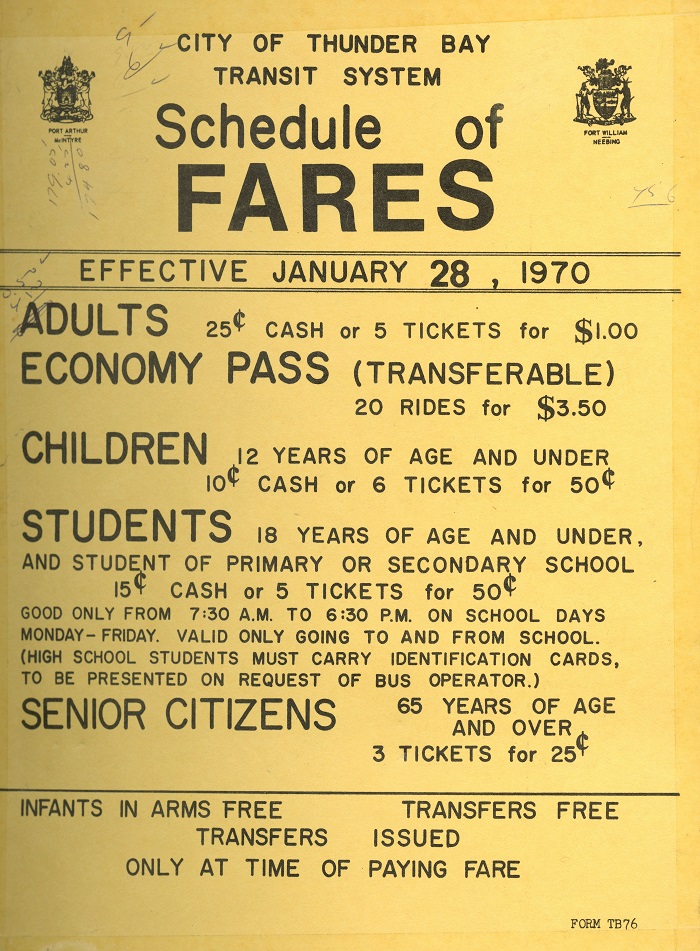 CITY OF THUNDER BAY
TRANSIT SYSTEM
PORT ARTHUR
McINTYRE
FORT WILLIAM
NEEBING
Schedule of
FARES
EFFECTIVE JANUARY 28, 1970
ADULTS 25¢ CASH or 5 TICKETS for $1.00
ECONOMY PASS (TRANSFERABLE)
20 RIDES for $3.50
CHILDREN 12 YEARS OF AGE AND UNDER
10¢ CASH or 6 TICKETS for 50¢
STUDENTS 18 YEARS OF AGE AND UNDER,
AND STUDENT OF PRIMARY OR SECONDARY SCHOOL
15¢ CASH or 5 TICKETS for 50¢
GOOD ONLY FROM 7:30 A.M. TO 6:30 P.M. ON SCHOOL DAYS
MONDAY-FRIDAY. VALID ONLY GOING TO AND FROM SCHOOL.
(HIGH SCHOOL STUDENTS MUST CARRY IDENTIFICATION CARDS,
TO BE PRESENTED ON REQUEST OF BUS OPERATOR.)
SENIOR CITIZENS 65 YEARS OF AGE
AND OVER
3 TICKETS for 25¢
INFANTS IN ARMS FREE TRANSFERS FREE
TRANSFERS ISSUED
ONLY AT TIME OF PAYING FARE
FORM TB76